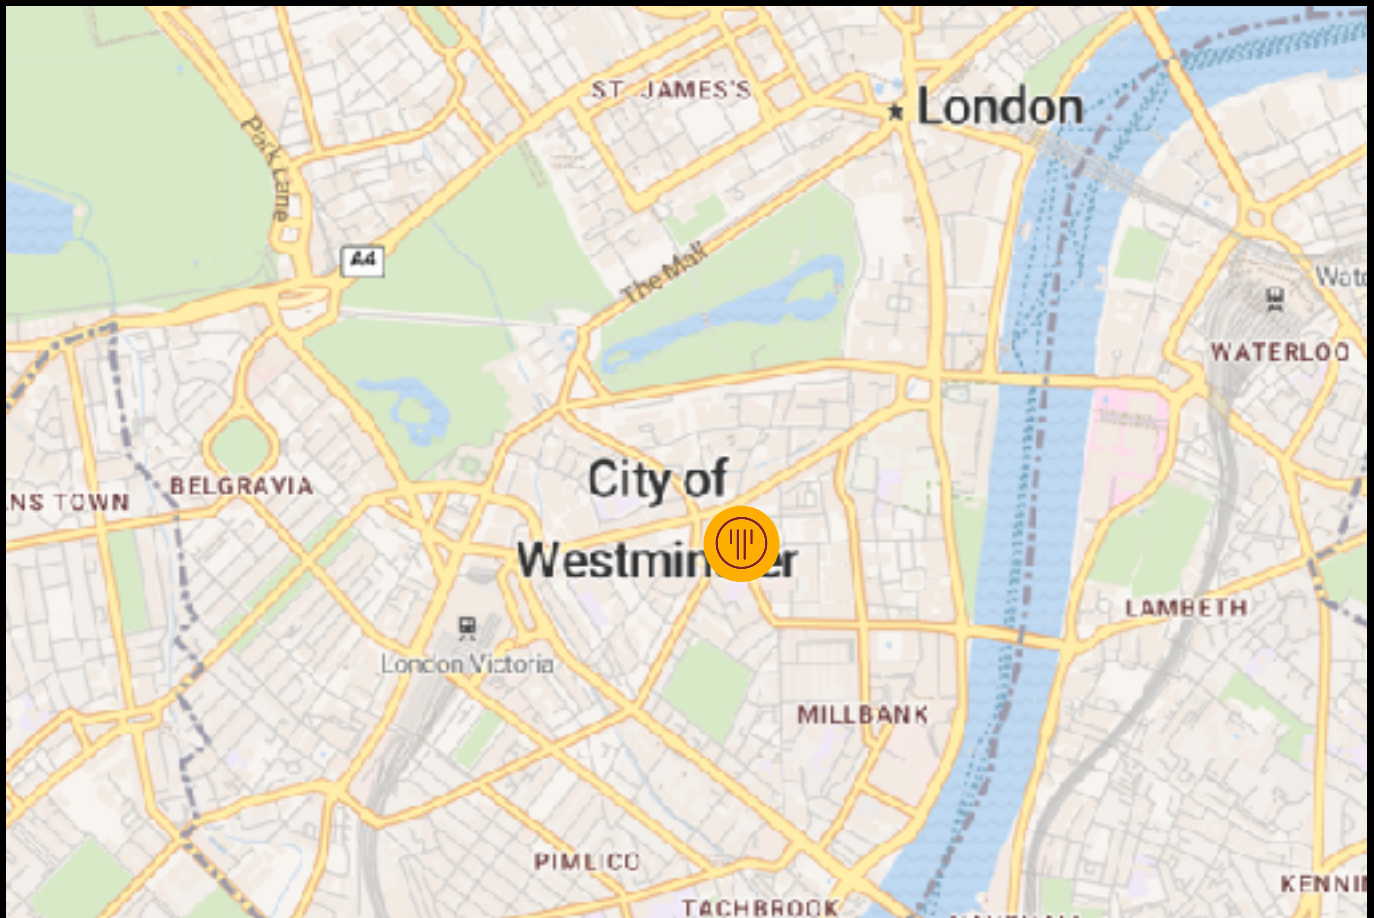 ST JAMES'S
London
Park Lane
A4
The Mall
WATERLOO
BELGRAVIA
NS TOWN
City of
Westmin er
LAMBETH
London Victoria
MILLBANK
PIMLICO
TACHBROOK
KENNI